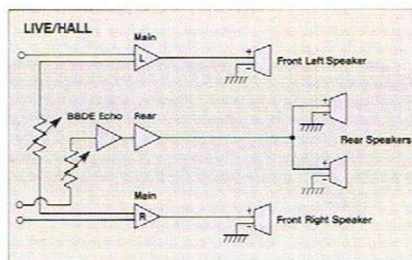 LIVE/HALL
Main
L
+
-
Front Left Speaker
BBDE Echo
Rear
+
-
Rear Speakers
+
-
Main
R
+
-
Front Right Speaker